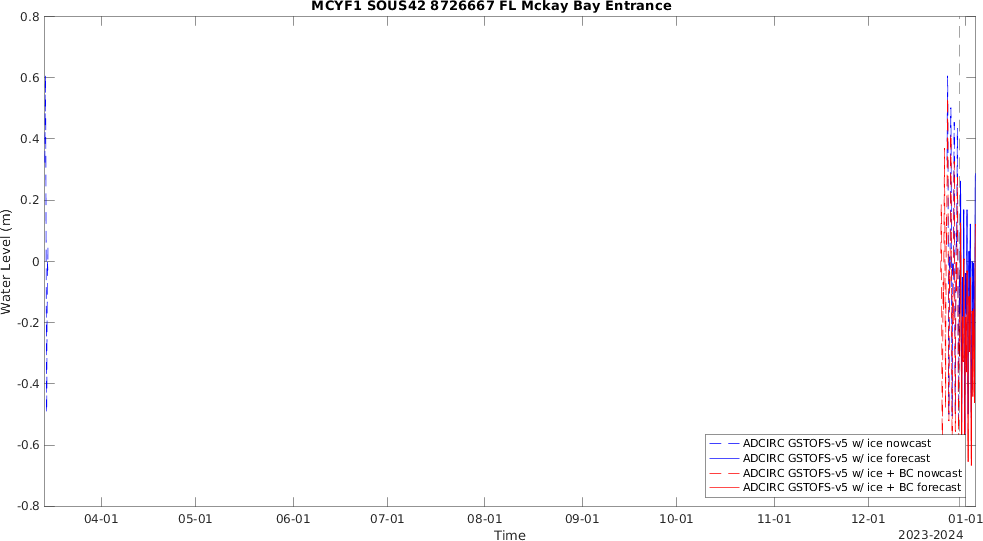 MCYF1 SOUS42 8726667 FL Mckay Bay Entrance
0.8
0.6
0.4
0.2
0
-0.2
-0.4
-0.6
-0.8
Water Level (m)
ADCIRC GSTOFS-v5 w/ ice nowcast
ADCIRC GSTOFS-v5 w/ ice forecast
ADCIRC GSTOFS-v5 w/ ice + BC nowcast
ADCIRC GSTOFS-v5 w/ ice + BC forecast
04-01 05-01 06-01 07-01 08-01 09-01 10-01 11-01 12-01 01-01
Time
2023-2024